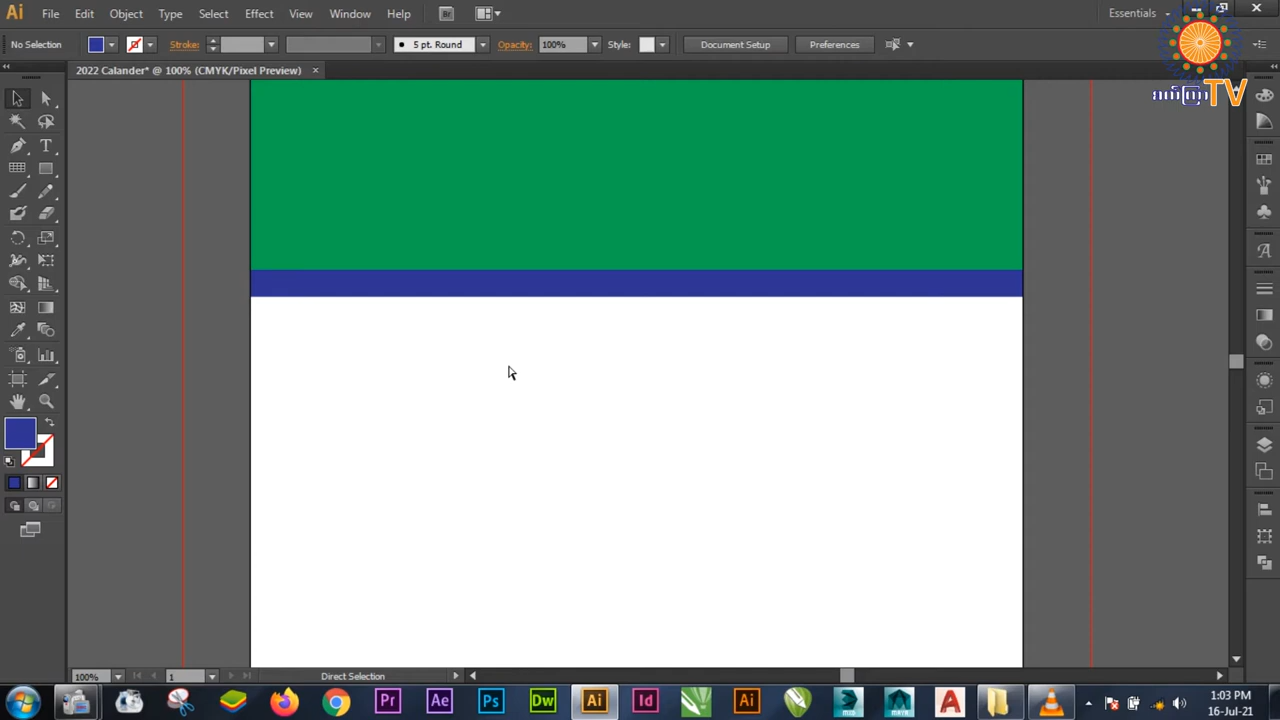 Ai File Edit Object Type Select Effect View Window Help Br Essentials
No Selection Stroke: 5 pt. Round Opacity: 100% Style: Document Setup Preferences
2022 Calander* @ 100% (CMYK/Pixel Preview)
TV
100% 1 Direct Selection
Pr Ae Ps Dw Ai Id Ai MAYA A
1:03 PM
16-Jul-21